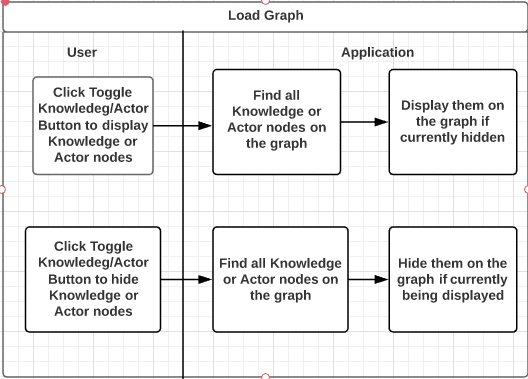 Load Graph
User
Application
Click Toggle
Knowledeg/Actor
Button to display
Knowledge or
Actor nodes
Find all
Knowledge or
Actor nodes on
the graph
Display them on
the graph if
currently hidden
Click Toggle
Knowledeg/Actor
Button to hide
Knowledge or
Actor nodes
Find all Knowledge
or Actor nodes on
the graph
Hide them on the
graph if currently
being displayed